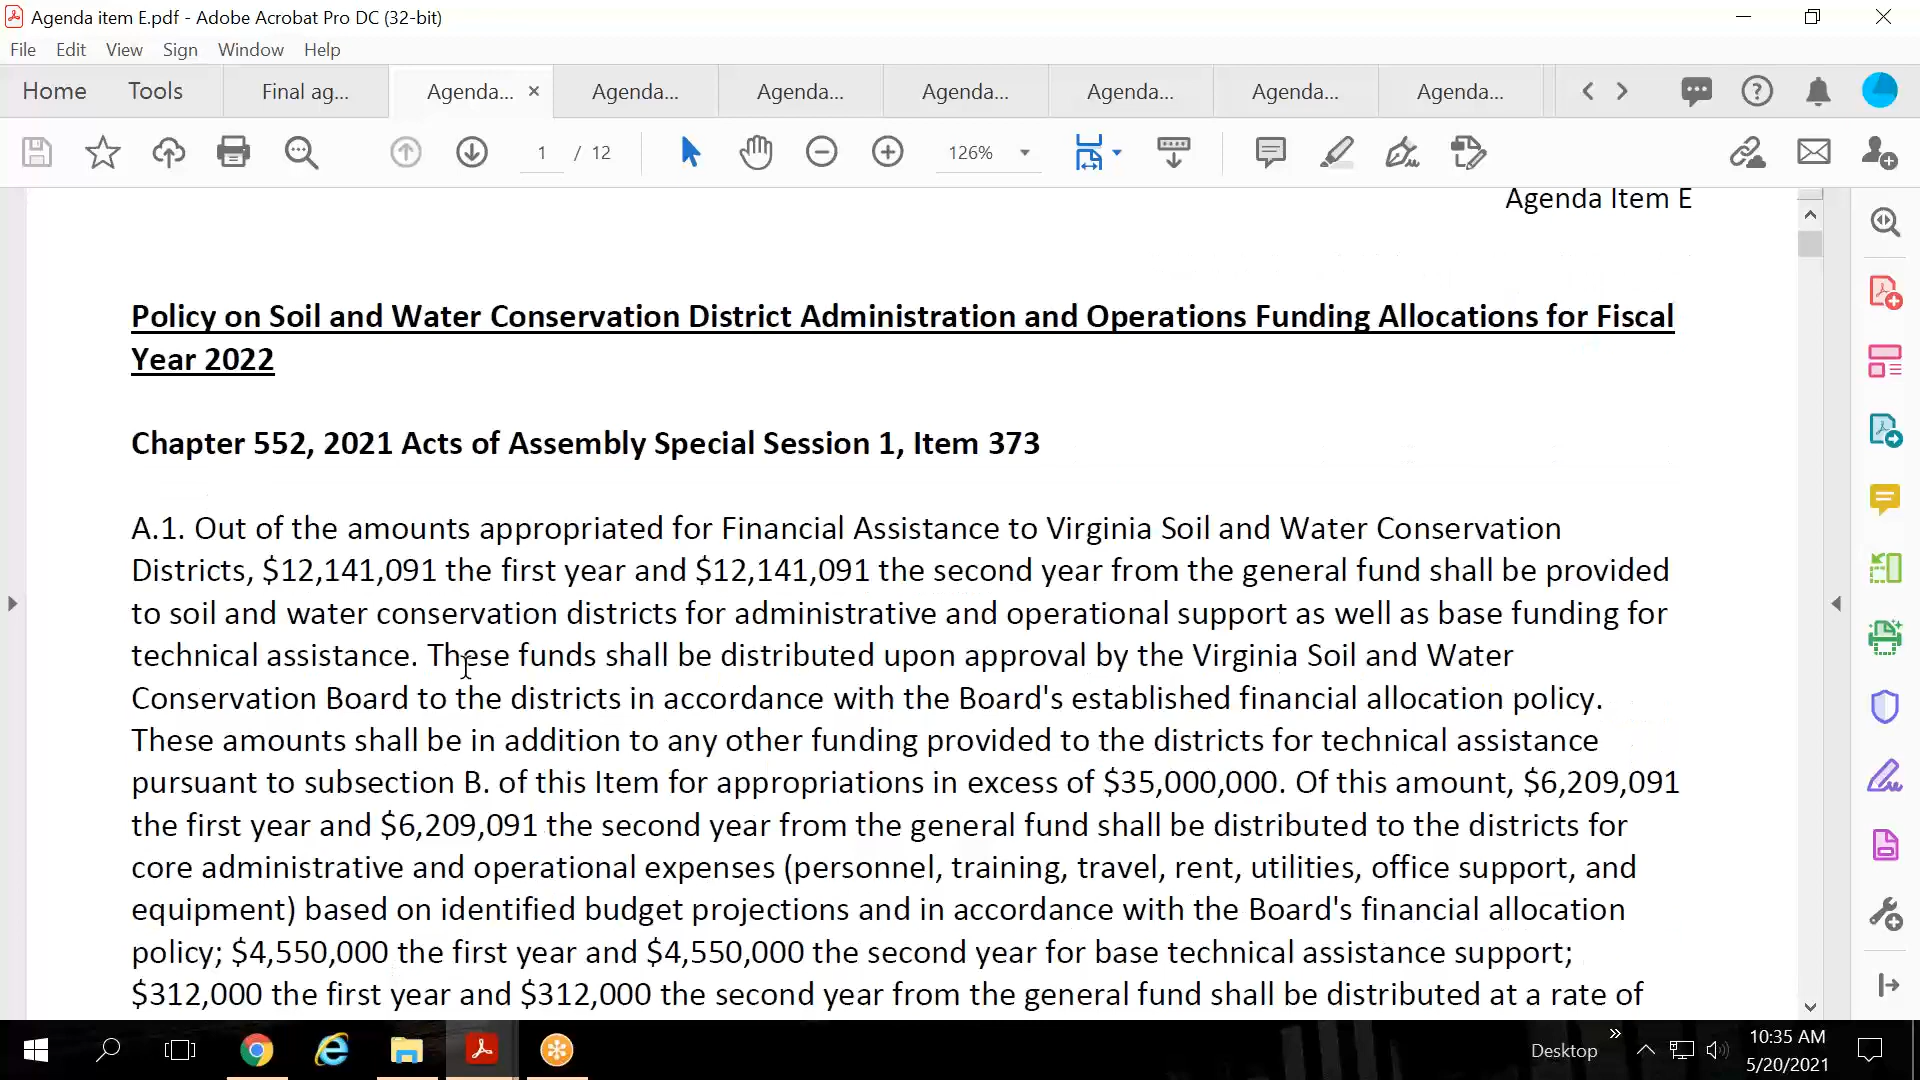 Agenda item E.pdf - Adobe Acrobat Pro DC (32-bit)
File Edit View Sign Window Help
Home Tools Final ag... Agenda... × Agenda... Agenda... Agenda... Agenda... Agenda... Agenda...
1 / 12 126%
Agenda Item E
Policy on Soil and Water Conservation District Administration and Operations Funding Allocations for Fiscal
Year 2022
Chapter 552, 2021 Acts of Assembly Special Session 1, Item 373
A.1. Out of the amounts appropriated for Financial Assistance to Virginia Soil and Water Conservation
Districts, $12,141,091 the first year and $12,141,091 the second year from the general fund shall be provided
to soil and water conservation districts for administrative and operational support as well as base funding for
technical assistance. These funds shall be distributed upon approval by the Virginia Soil and Water
Conservation Board to the districts in accordance with the Board's established financial allocation policy.
These amounts shall be in addition to any other funding provided to the districts for technical assistance
pursuant to subsection B. of this Item for appropriations in excess of $35,000,000. Of this amount, $6,209,091
the first year and $6,209,091 the second year from the general fund shall be distributed to the districts for
core administrative and operational expenses (personnel, training, travel, rent, utilities, office support, and
equipment) based on identified budget projections and in accordance with the Board's financial allocation
policy; $4,550,000 the first year and $4,550,000 the second year for base technical assistance support;
$312,000 the first year and $312,000 the second year from the general fund shall be distributed at a rate of
Desktop
10:35 AM
5/20/2021